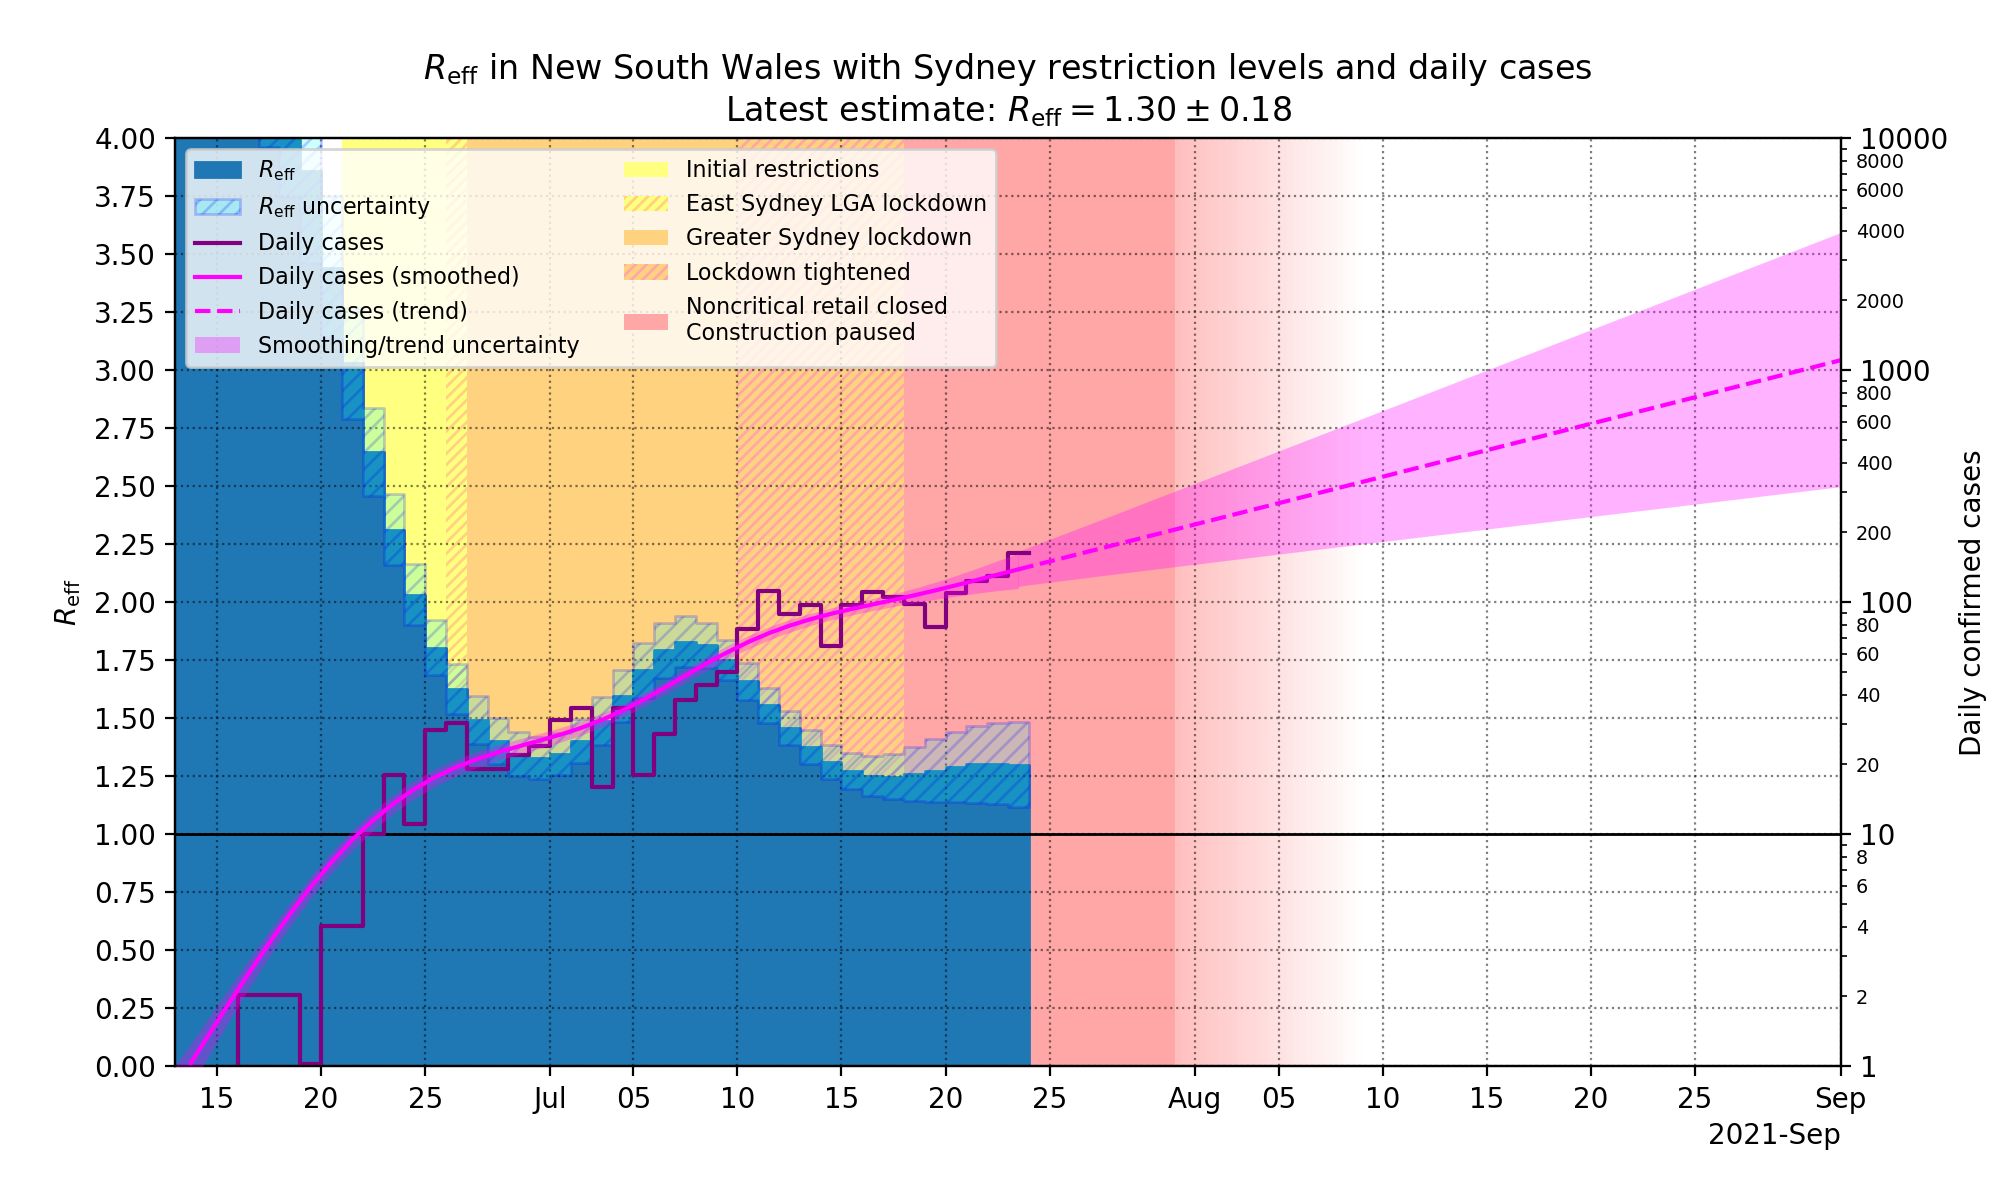 R_eff in New South Wales with Sydney restriction levels and daily cases
Latest estimate: R_eff = 1.30 ± 0.18
R_eff
R_eff uncertainty
Daily cases
Daily cases (smoothed)
Daily cases (trend)
Smoothing/trend uncertainty
Initial restrictions
East Sydney LGA lockdown
Greater Sydney lockdown
Lockdown tightened
Noncritical retail closed
Construction paused
R_eff
4.00
3.75
3.50
3.25
3.00
2.75
2.50
2.25
2.00
1.75
1.50
1.25
1.00
0.75
0.50
0.25
0.00
10000
8000
6000
4000
2000
1000
800
600
400
200
100
80
60
40
20
10
8
6
4
2
1
Daily confirmed cases
15 20 25 Jul 05 10 15 20 25 Aug 05 10 15 20 25 Sep
2021-Sep